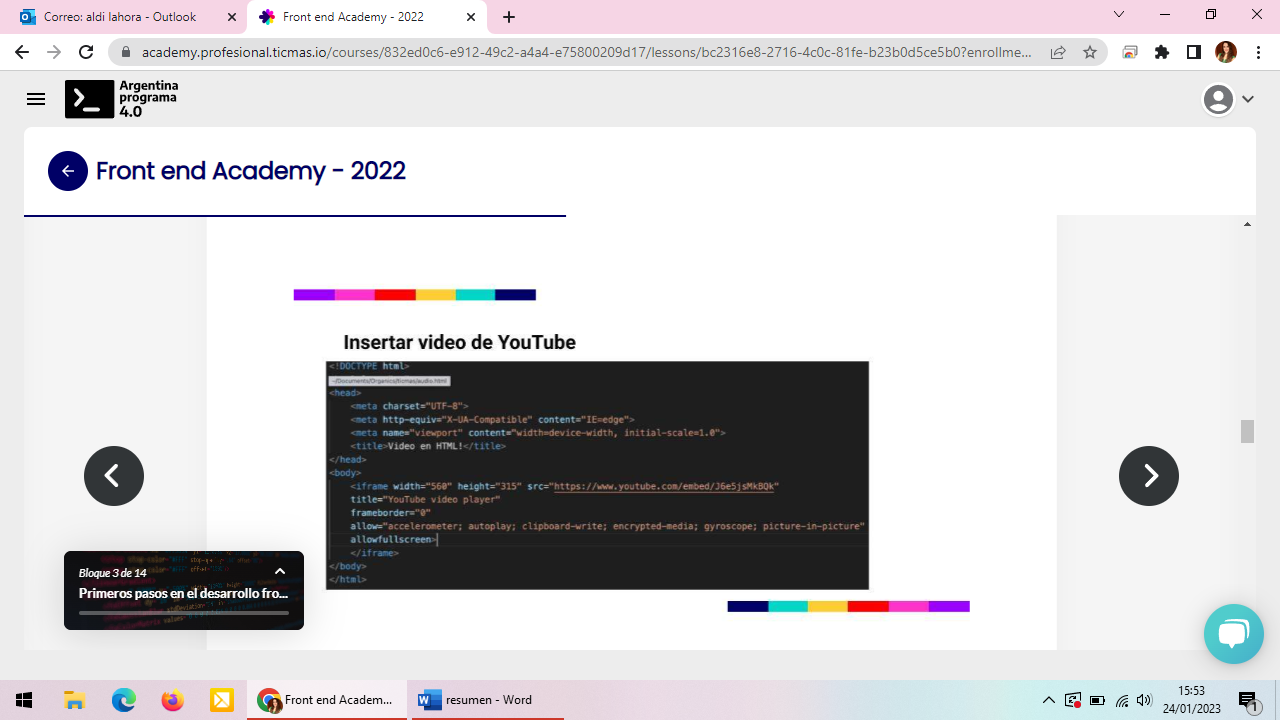 Correo: aldi lahora - Outlook
Front end Academy - 2022
academy.profesional.ticmas.io/courses/832ed0c6-e912-49c2-a4a4-e75800209d17/lessons/bc2316e8-2716-4c0c-81fe-b23b0d5ce5b0?enrollme...
Argentina
programa
4.0
Front end Academy - 2022
Insertar video de YouTube
<!DOCTYPE html>
~/Documents/Organics/ticmas/audio.html
<head>
<meta charset="UTF-8">
<meta http-equiv="X-UA-Compatible" content="IE=edge">
<meta name="viewport" content="width=device-width, initial-scale=1.0">
<title>Video en HTML!</title>
</head>
<body>
<iframe width="560" height="315" src="https://www.youtube.com/embed/J6e5jsMkBQk"
title="YouTube video player"
frameborder="0"
allow="accelerometer; autoplay; clipboard-write; encrypted-media; gyroscope; picture-in-picture"
allowfullscreen>
</iframe>
</body>
</html>
Bloque 3 de 14
Primeros pasos en el desarrollo fro...
Front end Academ...
resumen - Word
15:53
24/01/2023
1